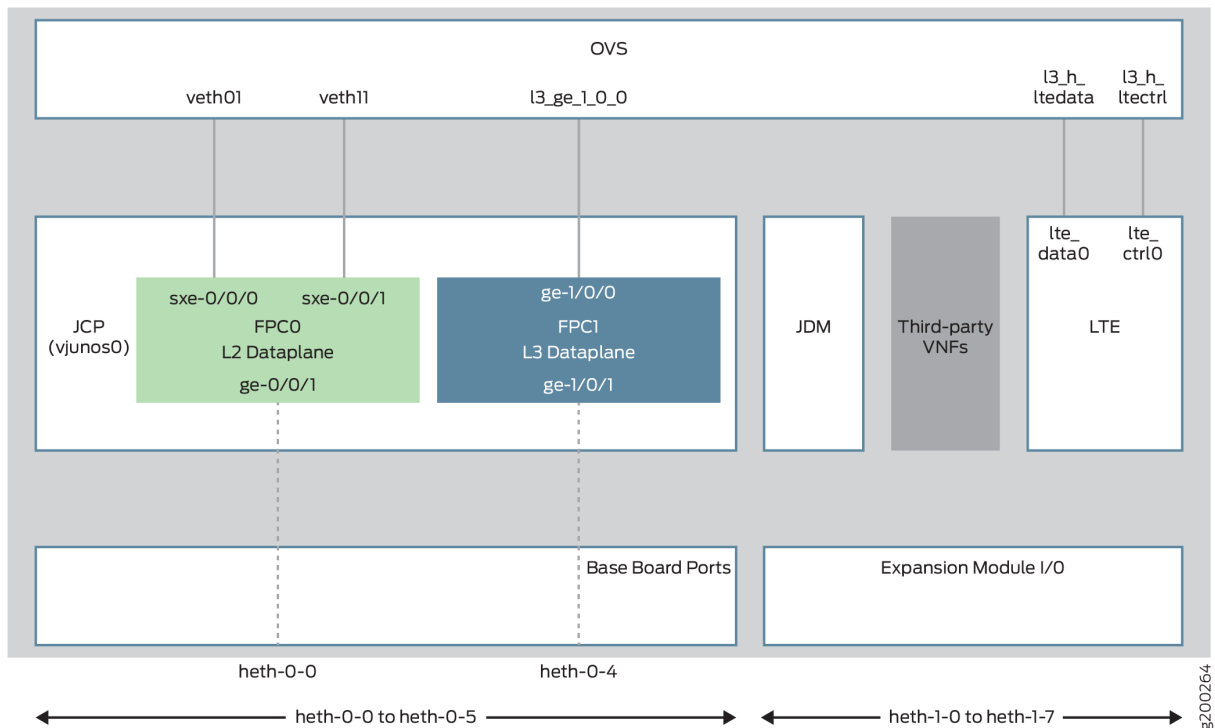 OVS
veth01
veth11
l3_ge_1_0_0
l3_h_
ltedata
l3_h_
ltectrl
JCP
(vjunos0)
sxe-0/0/0
sxe-0/0/1
FPC0
L2 Dataplane
ge-0/0/1
ge-1/0/0
FPC1
L3 Dataplane
ge-1/0/1
JDM
Third-party
VNFs
lte_
data0
lte_
ctrl0
LTE
Base Board Ports
Expansion Module I/0
heth-0-0
heth-0-4
heth-0-0 to heth-0-5
heth-1-0 to heth-1-7
g200264